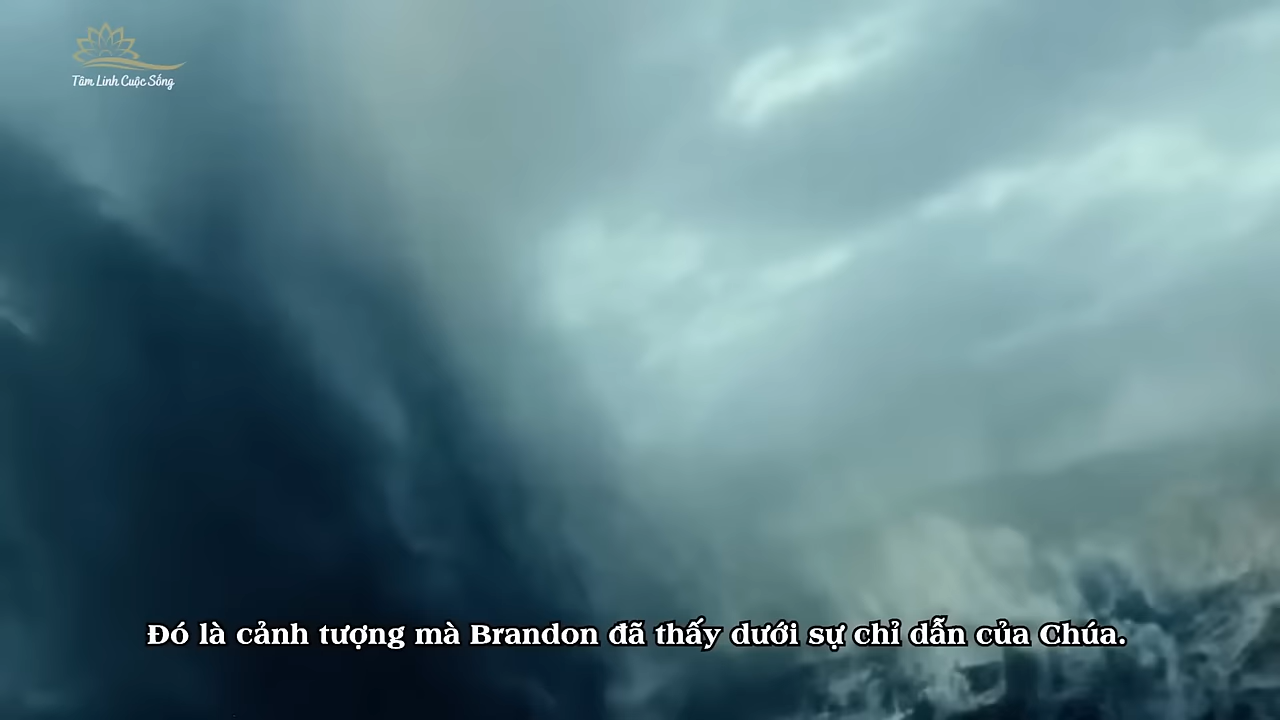 Tâm Linh Cuộc Sống
Đó là cảnh tượng mà Brandon đã thấy dưới sự chỉ dẫn của Chúa.